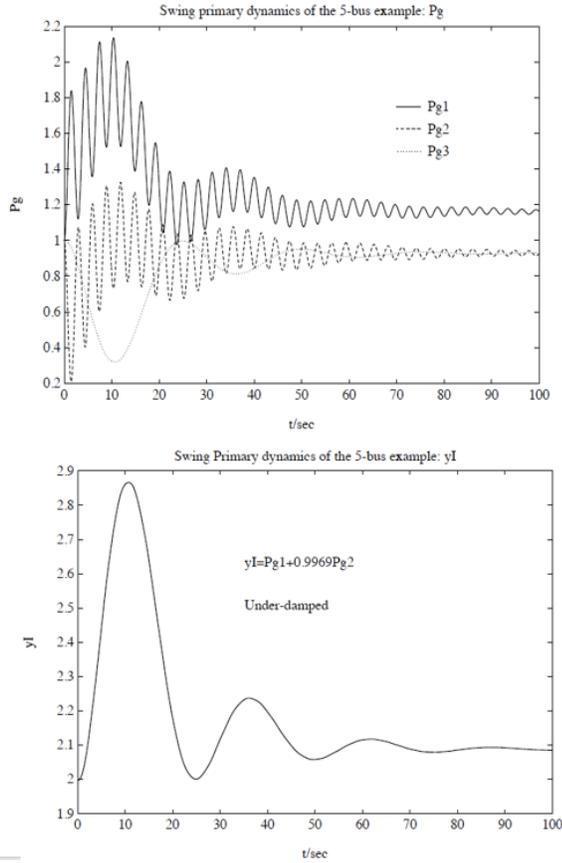 Swing primary dynamics of the 5-bus example: Pg
2.2
2
1.8
1.6
1.4
1.2
1
0.8
0.6
0.4
0.2
Pg
Pg1
Pg2
Pg3
0 10 20 30 40 50 60 70 80 90 100
t/sec
Swing Primary dynamics of the 5-bus example: yI
2.9
2.8
2.7
2.6
2.5
2.4
2.3
2.2
2.1
2
1.9
yI
yI=Pg1+0.9969Pg2
Under-damped
0 10 20 30 40 50 60 70 80 90 100
t/sec